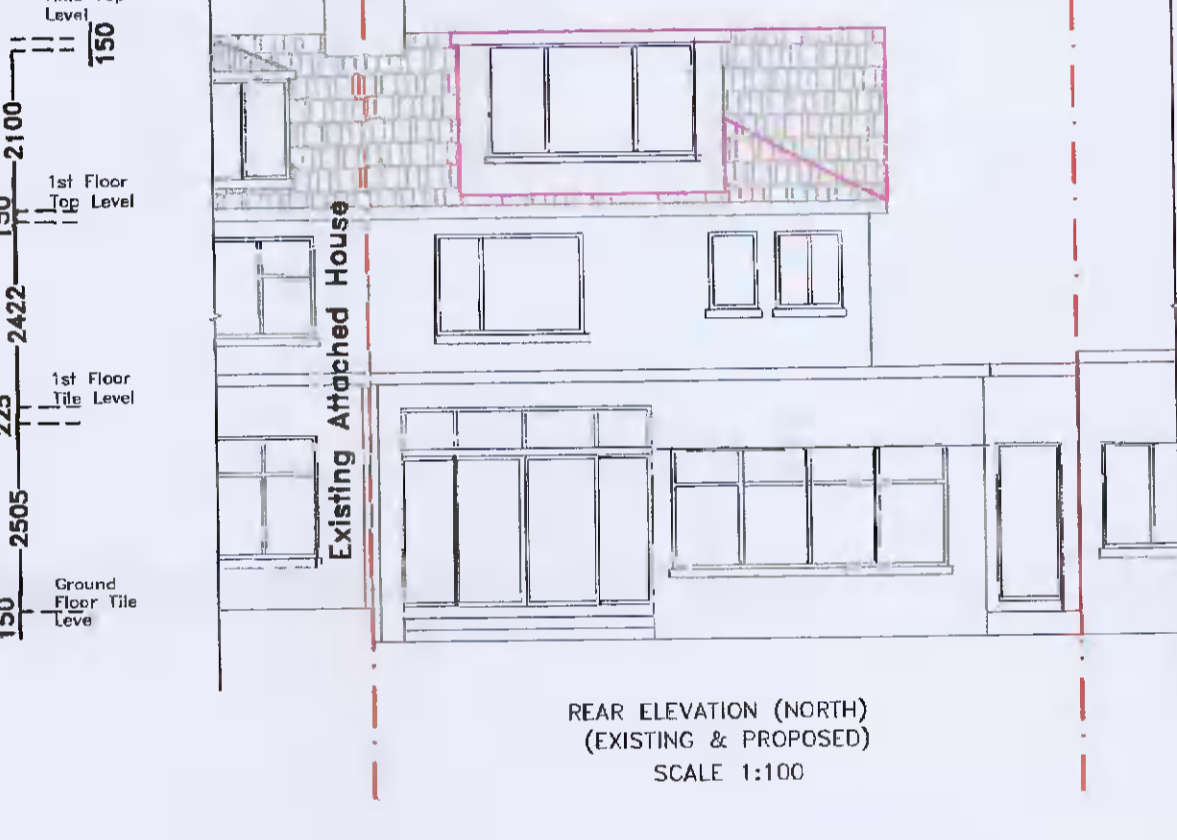 Level
150
2100
1st Floor
Top Level
150
2422
Existing Attached House
1st Floor
Tile Level
225
2505
Ground
Floor Tile
Leve
150
REAR ELEVATION (NORTH)
(EXISTING & PROPOSED)
SCALE 1:100